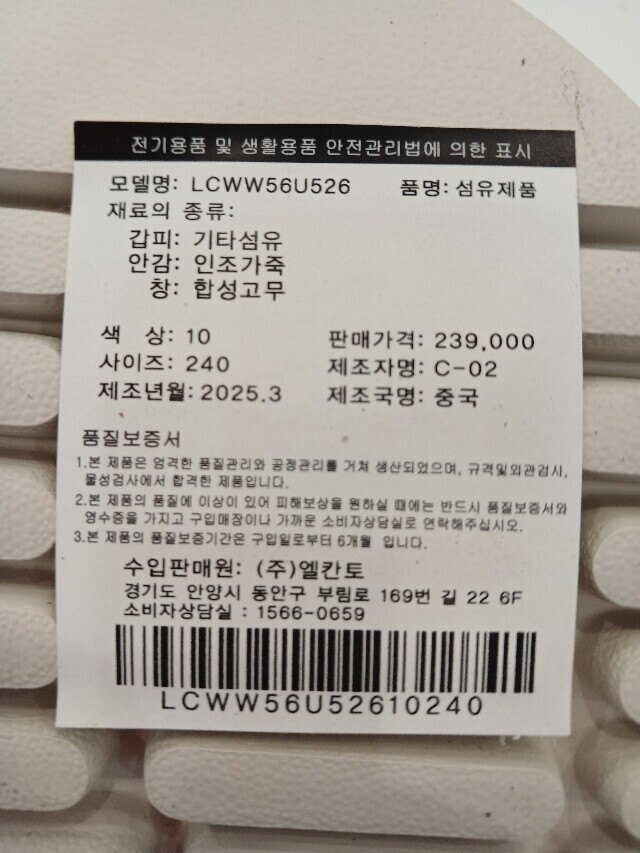 전기용품 및 생활용품 안전관리법에 의한 표시
모델명: LCWW56U526 품명: 섬유제품
재료의 종류:
갑피: 기타섬유
안감: 인조가죽
창: 합성고무
색 상: 10 판매가격: 239,000
사이즈: 240 제조자명: C-02
제조년월: 2025.3 제조국명: 중국
품질보증서
1.본 제품은 엄격한 품질관리와 공정관리를 거쳐 생산되었으며, 규격및외관검사,
물성검사에서 합격한 제품입니다.
2.본 제품의 품질에 이상이 있어 피해보상을 원하실 때에는 반드시 품질보증서와
영수증을 가지고 구입매장이나 가까운 소비자상담실로 연락해주십시오.
3.본 제품의 품질보증기간은 구입일로부터 6개월 입니다.
수입판매원: (주)엘칸토
경기도 안양시 동안구 부림로 169번 길 22 6F
소비자상담실 : 1566-0659
LCWW56U52610240